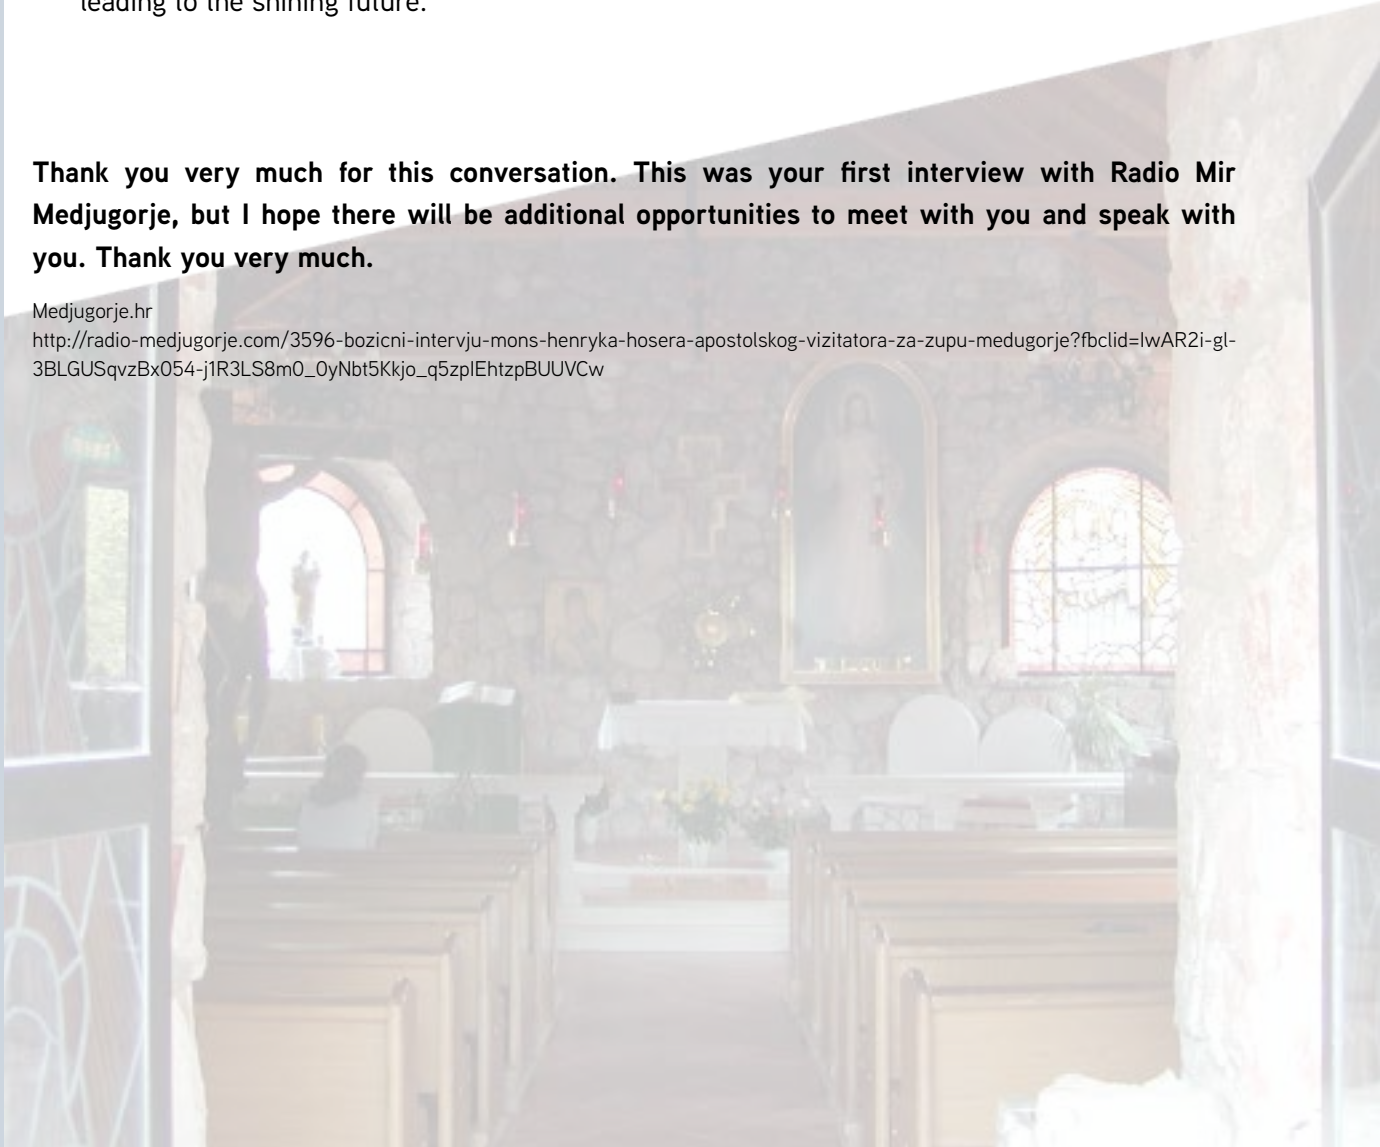 leading to the shining future.
Thank you very much for this conversation. This was your first interview with Radio Mir
Medjugorje, but I hope there will be additional opportunities to meet with you and speak with
you. Thank you very much.
Medjugorje.hr
http://radio-medjugorje.com/3596-bozicni-intervju-mons-henryka-hosera-apostolskog-vizitatora-za-zupu-medugorje?fbclid=IwAR2i-gl-
3BLGUSqvzBx054-j1R3LS8m0_0yNbt5Kkjo_q5zpIEhtzpBUUVCw